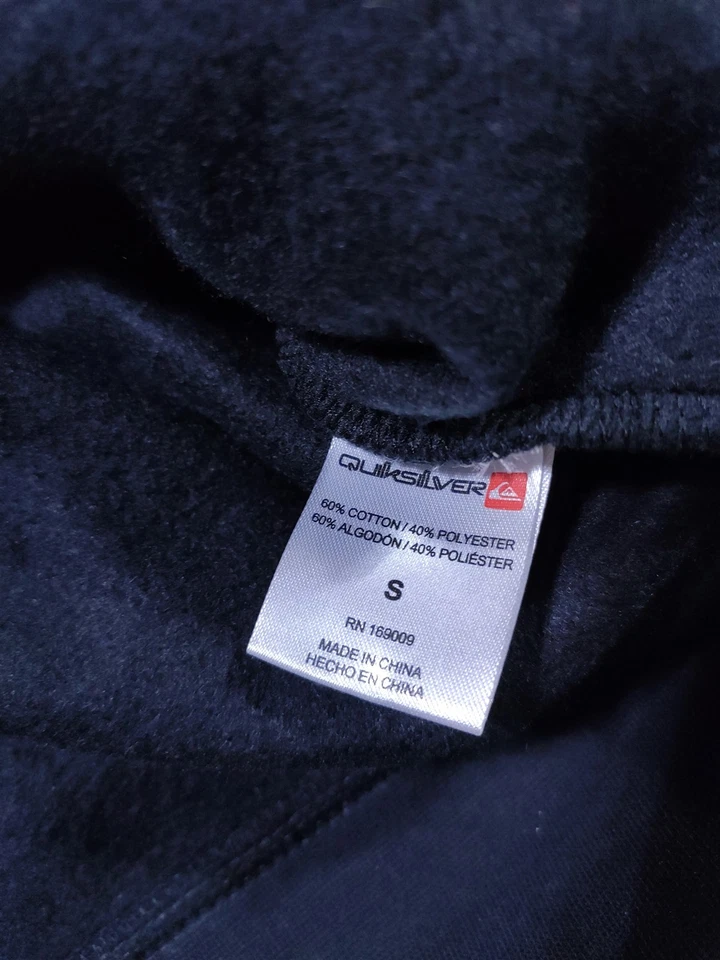 QUIKSILVER
60% COTTON / 40% POLYESTER
60% ALGODÓN / 40% POLIÉSTER
S
RN 169009
MADE IN CHINA
HECHO EN CHINA